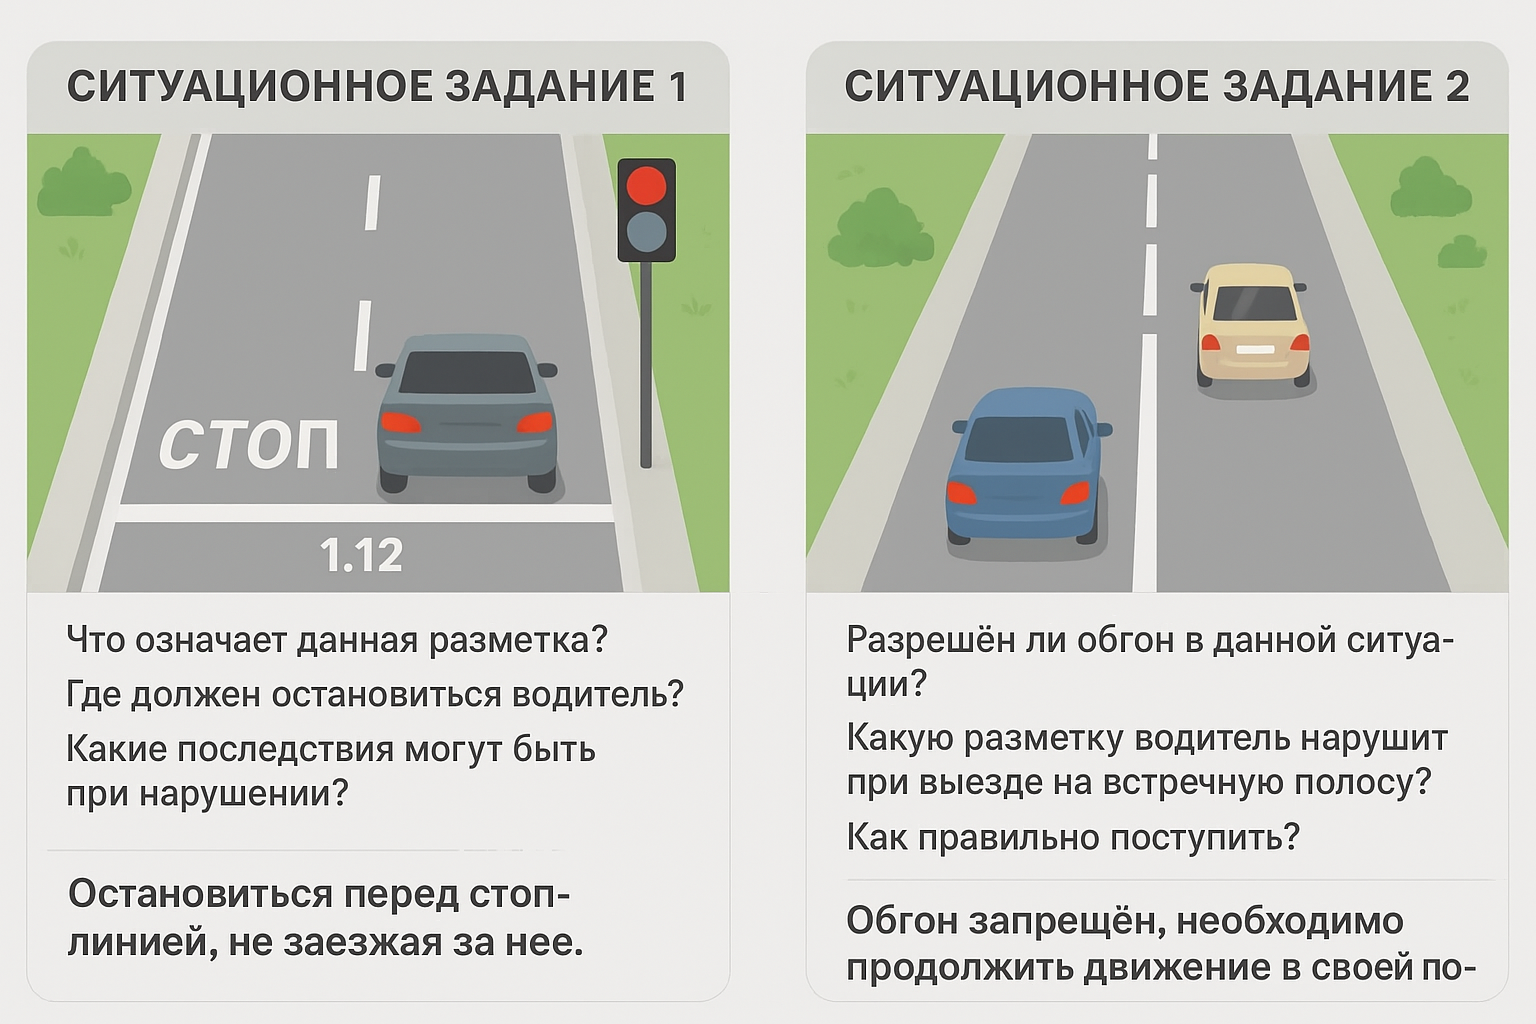 СИТУАЦИОННОЕ ЗАДАНИЕ 1
СТОП
1.12
Что означает данная разметка?
Где должен остановиться водитель?
Какие последствия могут быть
при нарушении?
Остановиться перед стоп-
линией, не заезжая за нее.
СИТУАЦИОННОЕ ЗАДАНИЕ 2
Разрешён ли обгон в данной ситуа-
ции?
Какую разметку водитель нарушит
при выезде на встречную полосу?
Как правильно поступить?
Обгон запрещён, необходимо
продолжить движение в своей по-